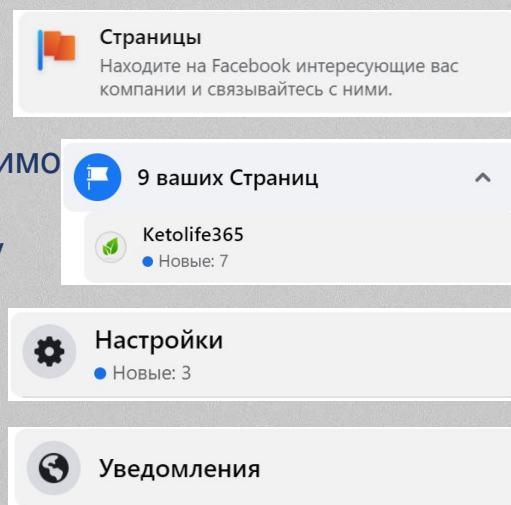 Страницы
Находите на Facebook интересующие вас
компании и связывайтесь с ними.
9 ваших Страниц
Ketolife365
Новые: 7
Настройки
Новые: 3
Уведомления